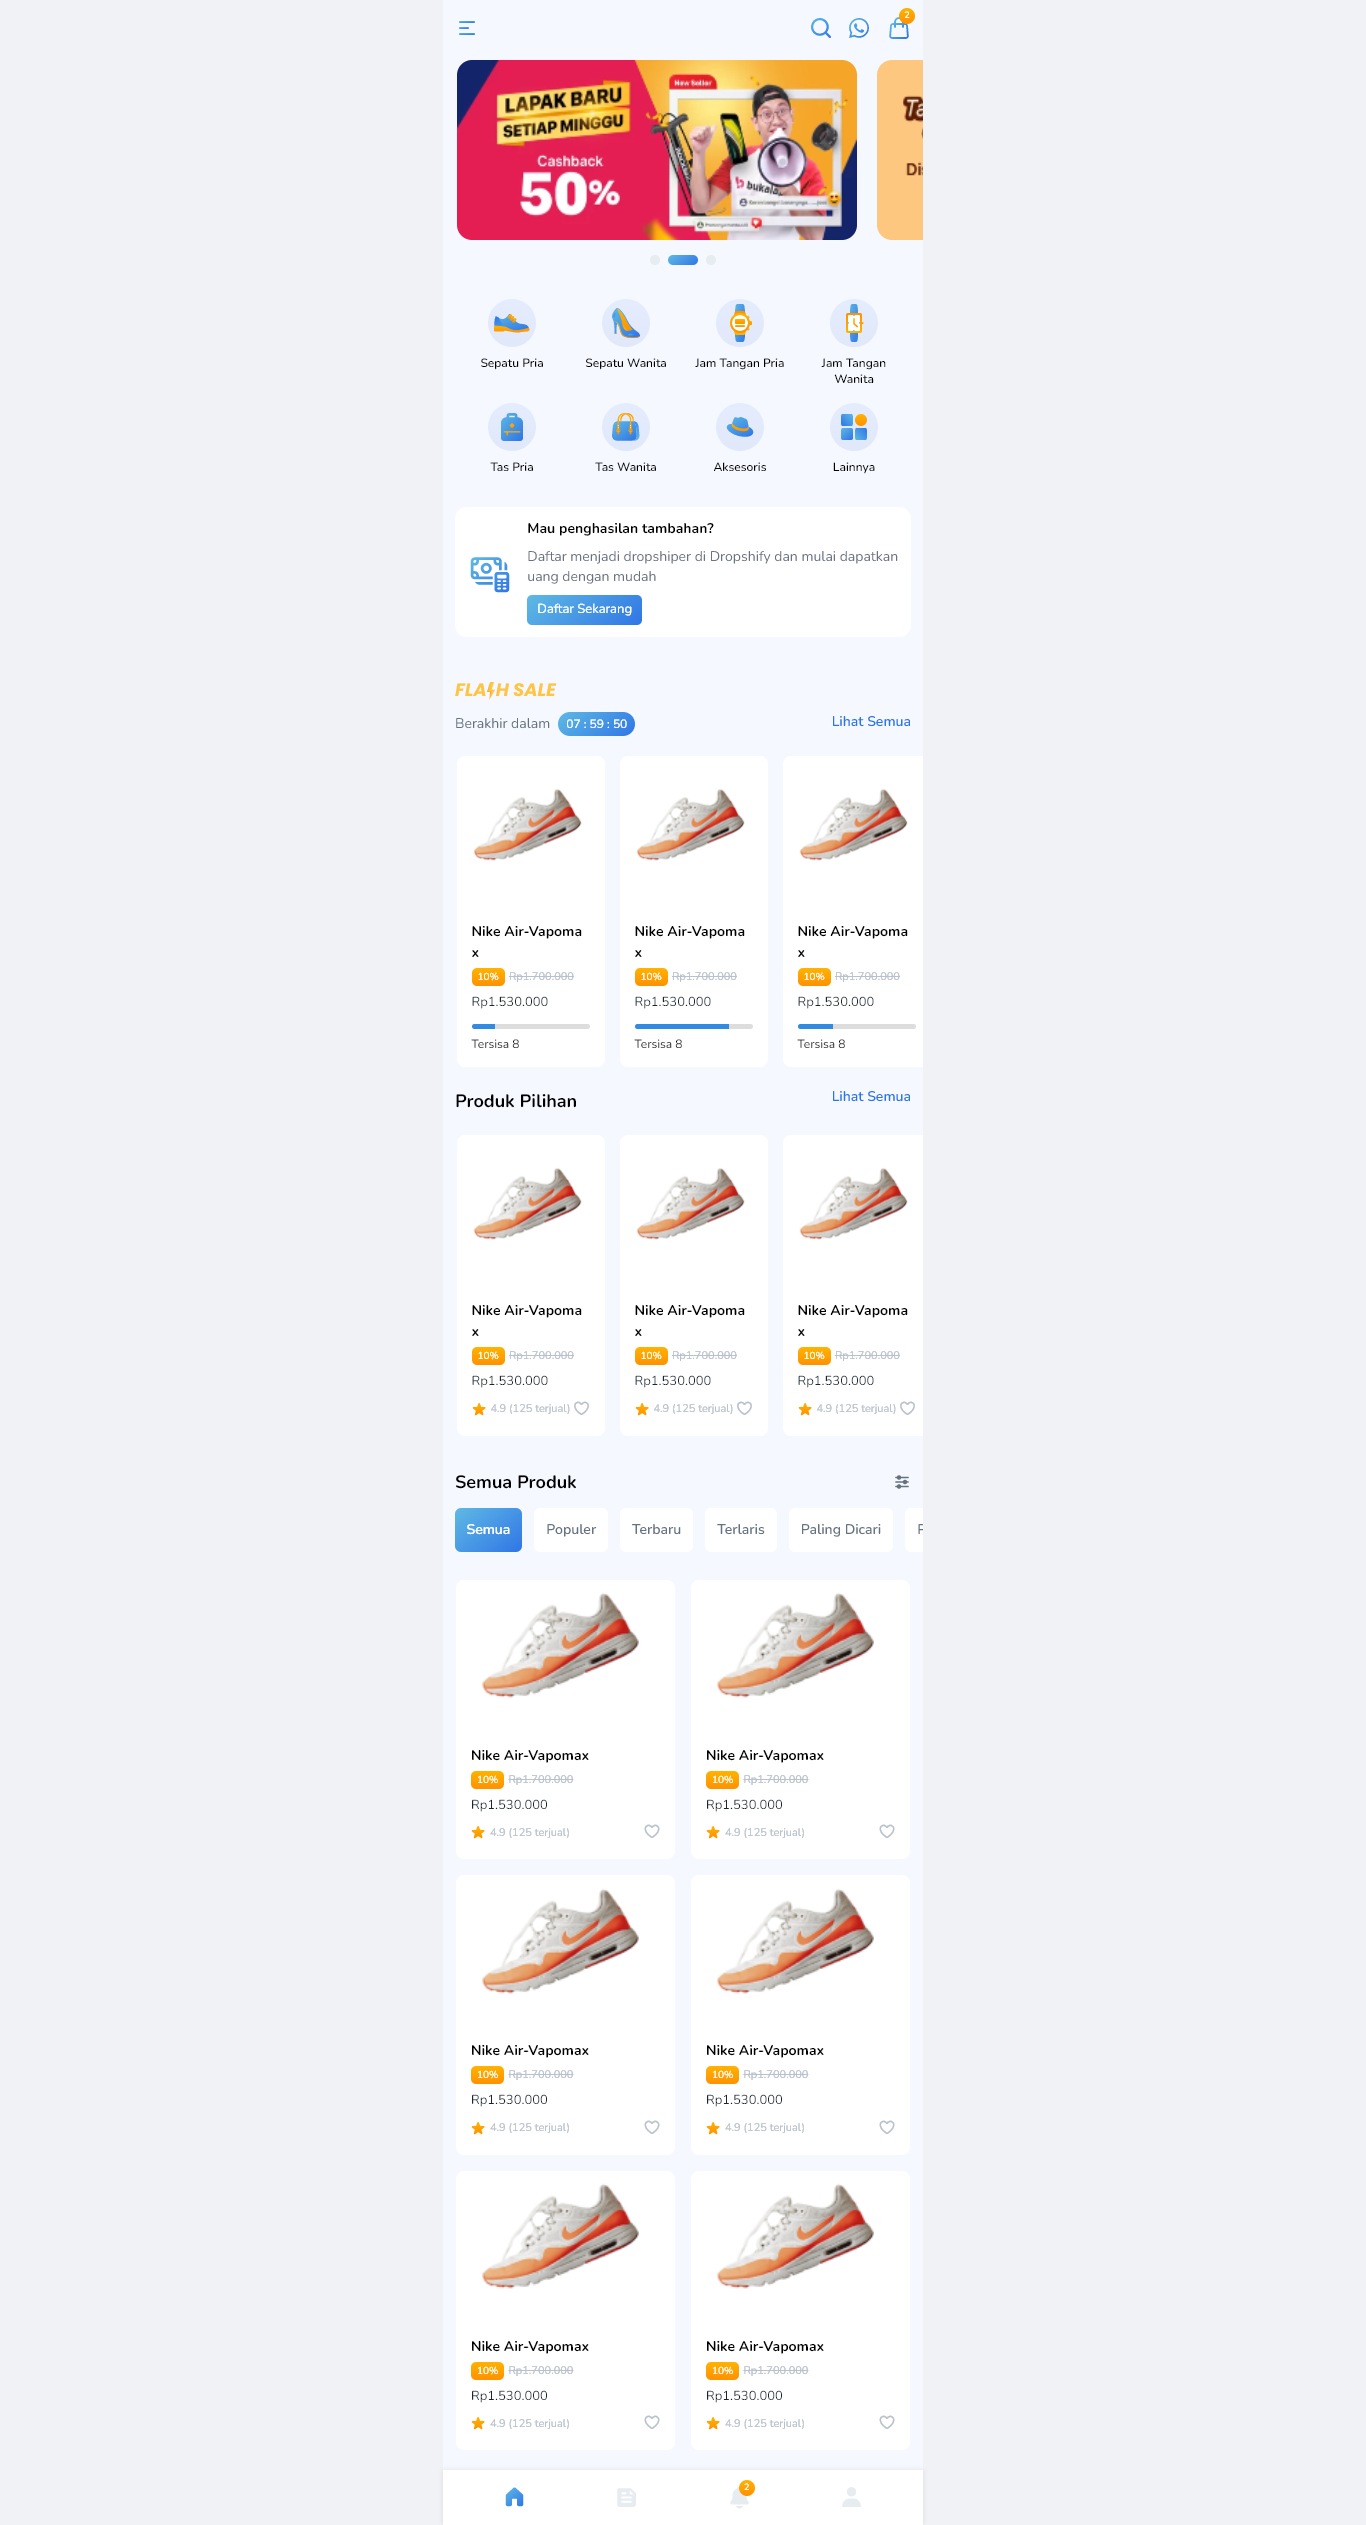 2
LAPAK BARU
SETIAP MINGGU
Cashback
50%
New Seller
Ta
Dis
Sepatu Pria
Sepatu Wanita
Jam Tangan Pria
Jam Tangan
Wanita
Tas Pria
Tas Wanita
Aksesoris
Lainnya
Mau penghasilan tambahan?
Daftar menjadi dropshiper di Dropshify dan mulai dapatkan
uang dengan mudah
Daftar Sekarang
FLASH SALE
Berakhir dalam 07 : 59 : 50
Lihat Semua
Nike Air-Vapoma
x
10% Rp1.700.000
Rp1.530.000
Tersisa 8
Nike Air-Vapoma
x
10% Rp1.700.000
Rp1.530.000
Tersisa 8
Nike Air-Vapoma
x
10% Rp1.700.000
Rp1.530.000
Tersisa 8
Produk Pilihan
Lihat Semua
Nike Air-Vapoma
x
10% Rp1.700.000
Rp1.530.000
4.9 (125 terjual)
Nike Air-Vapoma
x
10% Rp1.700.000
Rp1.530.000
4.9 (125 terjual)
Nike Air-Vapoma
x
10% Rp1.700.000
Rp1.530.000
4.9 (125 terjual)
Semua Produk
Semua
Populer
Terbaru
Terlaris
Paling Dicari
Nike Air-Vapomax
10% Rp1.700.000
Rp1.530.000
4.9 (125 terjual)
Nike Air-Vapomax
10% Rp1.700.000
Rp1.530.000
4.9 (125 terjual)
Nike Air-Vapomax
10% Rp1.700.000
Rp1.530.000
4.9 (125 terjual)
Nike Air-Vapomax
10% Rp1.700.000
Rp1.530.000
4.9 (125 terjual)
Nike Air-Vapomax
10% Rp1.700.000
Rp1.530.000
4.9 (125 terjual)
Nike Air-Vapomax
10% Rp1.700.000
Rp1.530.000
4.9 (125 terjual)
2